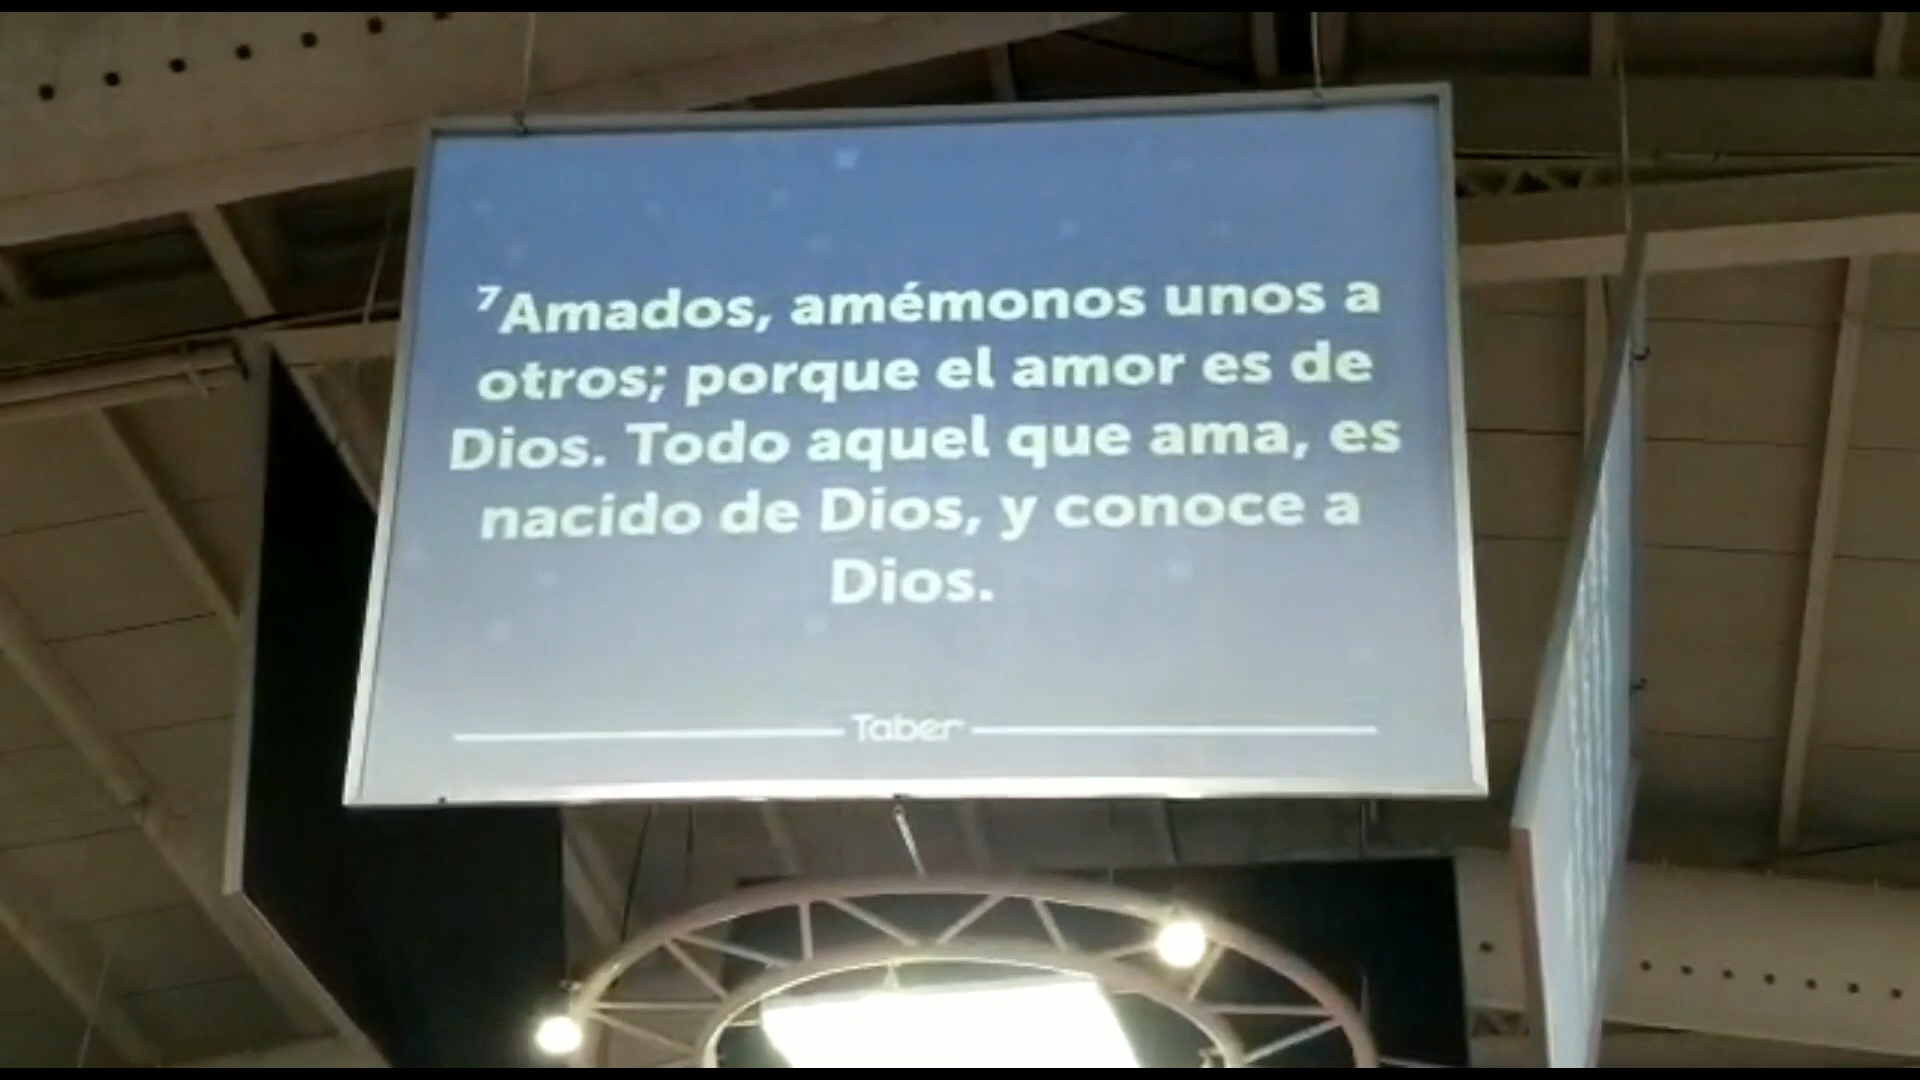 ⁷Amados, amémonos unos a
otros; porque el amor es de
Dios. Todo aquel que ama, es
nacido de Dios, y conoce a
Dios.
Taber